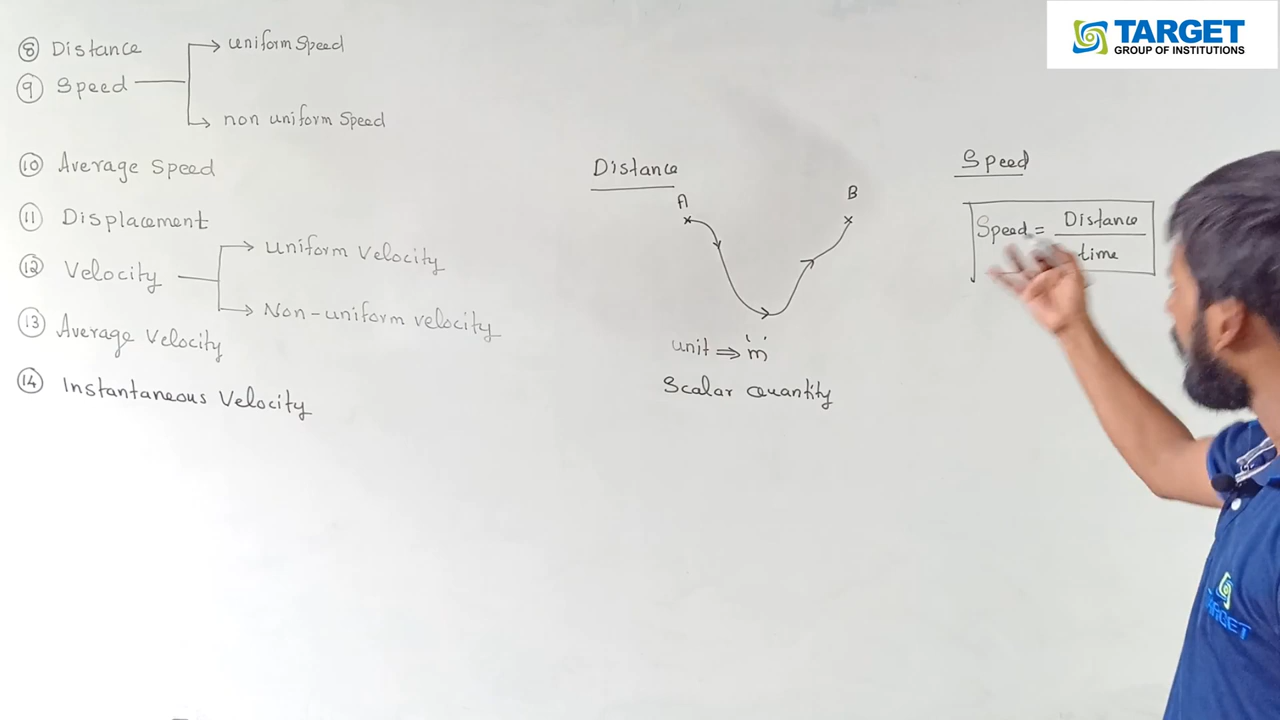 ⑧ Distance
uniform Speed
⑨ Speed
non uniform Speed
⑩ Average Speed
⑪ Displacement
⑫ Velocity
Uniform Velocity
Non-uniform velocity
⑬ Average Velocity
⑭ Instantaneous Velocity
Distance
A
B
unit ⇒ 'm'
Scalar Quantity
Speed
Speed = Distance
time
TARGET
GROUP OF INSTITUTIONS
TARGET